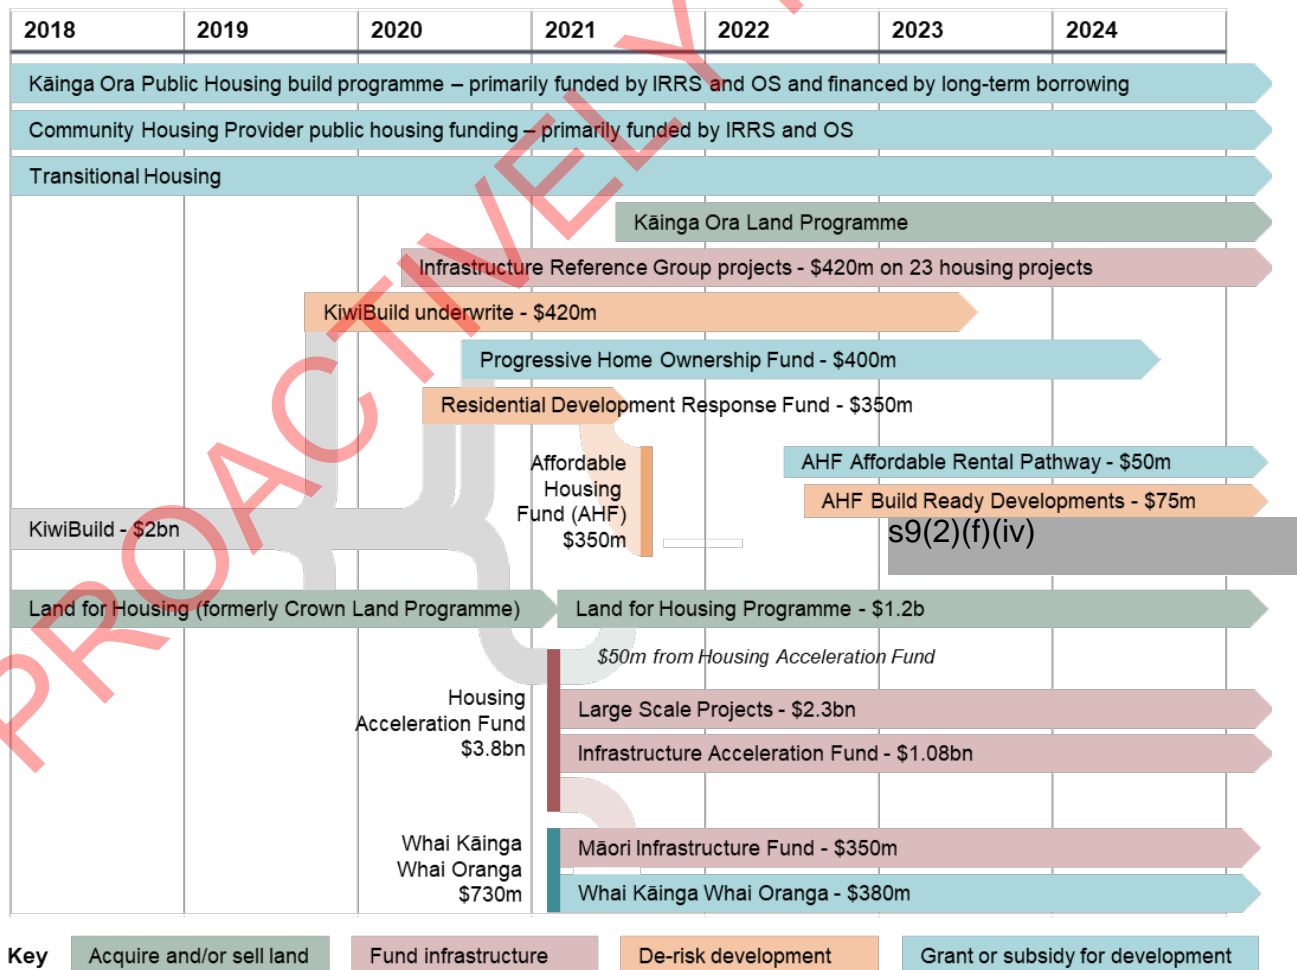 2018 2019 2020 2021 2022 2023 2024
Kāinga Ora Public Housing build programme – primarily funded by IRRS and OS and financed by long-term borrowing
Community Housing Provider public housing funding – primarily funded by IRRS and OS
Transitional Housing
Kāinga Ora Land Programme
Infrastructure Reference Group projects - $420m on 23 housing projects
KiwiBuild underwrite - $420m
Progressive Home Ownership Fund - $400m
Residential Development Response Fund - $350m
Affordable
Housing
Fund (AHF)
$350m
AHF Affordable Rental Pathway - $50m
AHF Build Ready Developments - $75m
s9(2)(f)(iv)
KiwiBuild - $2bn
Land for Housing (formerly Crown Land Programme)
Land for Housing Programme - $1.2b
$50m from Housing Acceleration Fund
Housing
Acceleration Fund
$3.8bn
Large Scale Projects - $2.3bn
Infrastructure Acceleration Fund - $1.08bn
Whai Kāinga
Whai Oranga
$730m
Māori Infrastructure Fund - $350m
Whai Kāinga Whai Oranga - $380m
Key
Acquire and/or sell land
Fund infrastructure
De-risk development
Grant or subsidy for development
PROACTIVELY